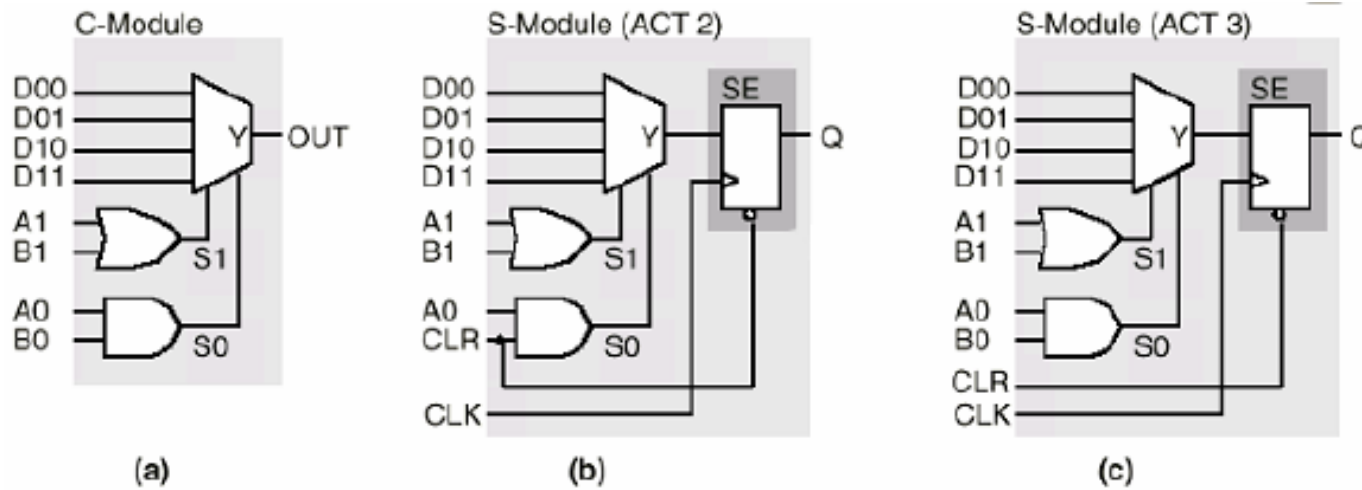 C-Module
D00
D01
D10
D11
Y
OUT
A1
B1
S1
A0
B0
S0
(a)
S-Module (ACT 2)
SE
D00
D01
D10
D11
Y
Q
A1
B1
S1
A0
CLR
S0
CLK
(b)
S-Module (ACT 3)
SE
D00
D01
D10
D11
Y
A1
B1
S1
A0
B0
S0
CLR
CLK
(c)